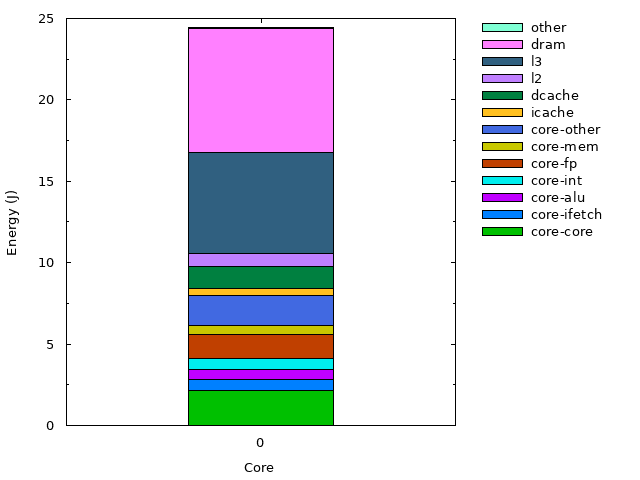 25
20
15
10
5
0
Energy (J)
0
Core
other
dram
l3
l2
dcache
icache
core-other
core-mem
core-fp
core-int
core-alu
core-ifetch
core-core